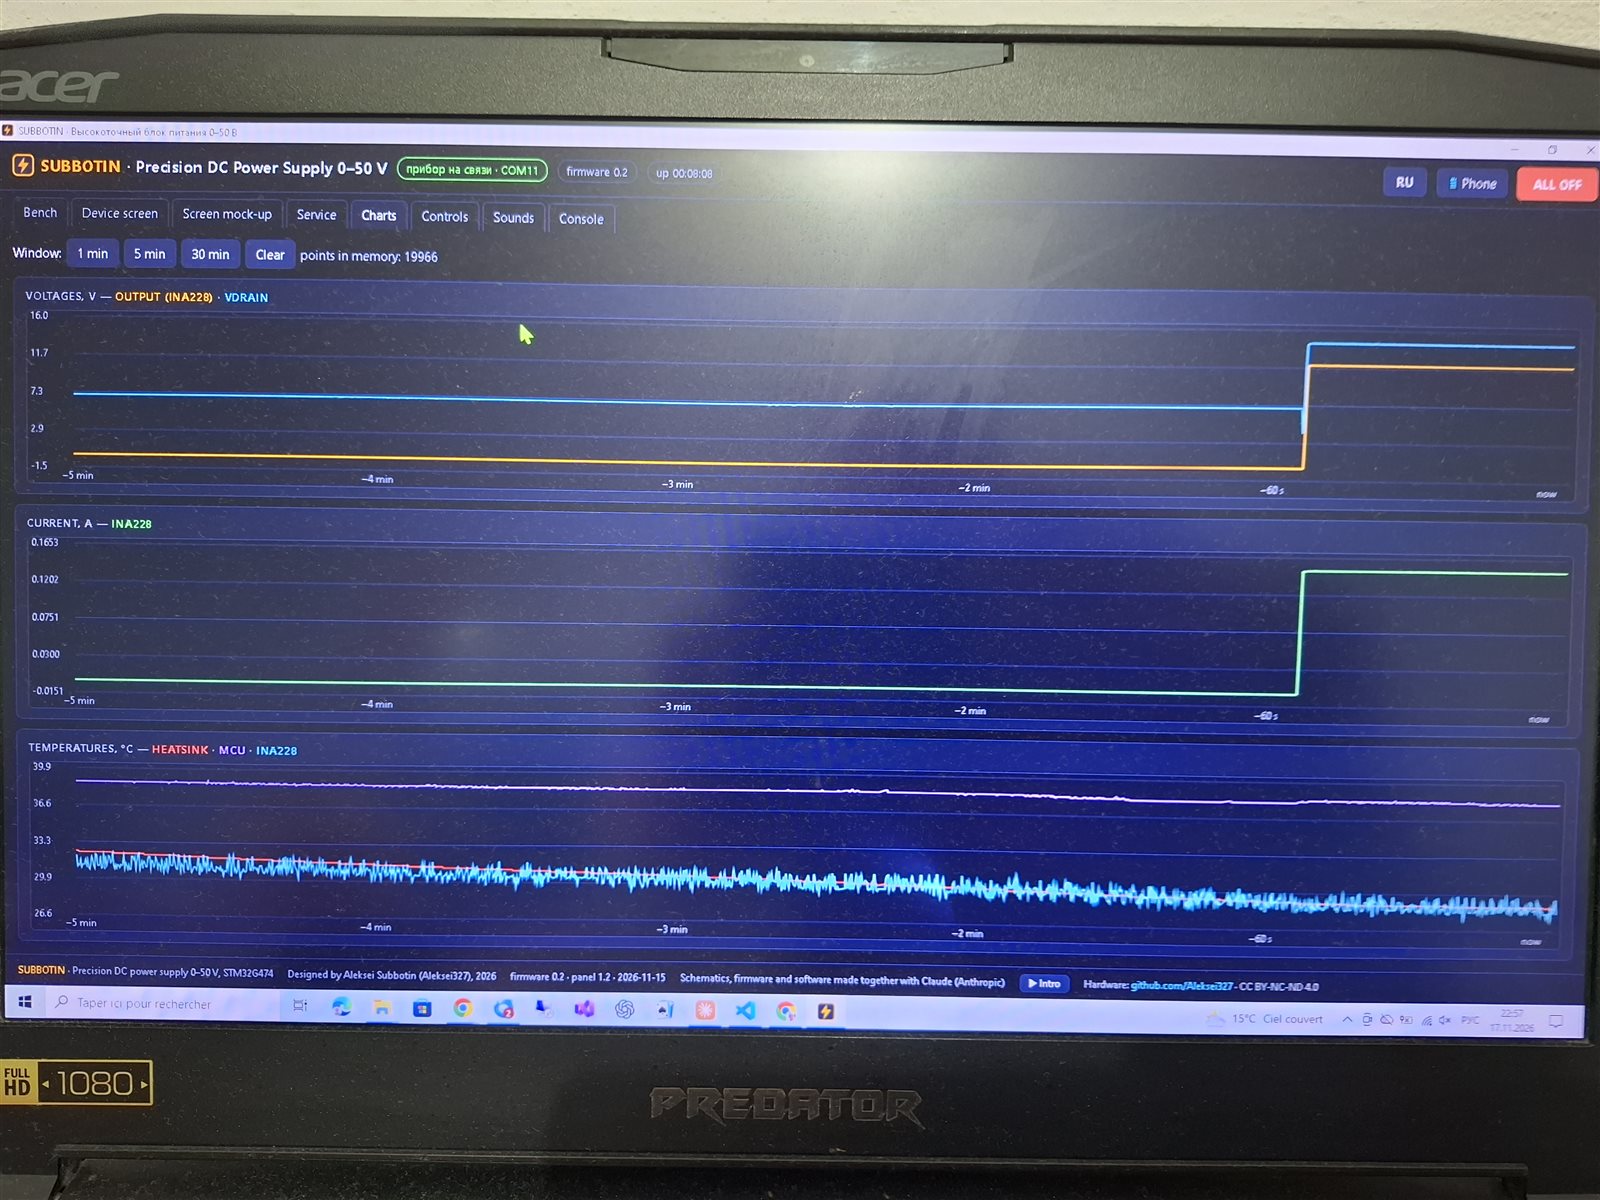 acer
SUBBOTIN · Высокоточный блок питания 0–50 В
SUBBOTIN · Precision DC Power Supply 0–50 V прибор на связи · COM11 firmware 0.2 up 00:08:08 RU Phone ALL OFF
Bench Device screen Screen mock-up Service Charts Controls Sounds Console
Window: 1 min 5 min 30 min Clear points in memory: 19966
VOLTAGES, V — OUTPUT (INA228) · VDRAIN
16.0
11.7
7.3
2.9
-1.5
−5 min −4 min −3 min −2 min −60 s now
CURRENT, A — INA228
0.1653
0.1202
0.0751
0.0300
-0.0151
−5 min −4 min −3 min −2 min −60 s now
TEMPERATURES, °C — HEATSINK · MCU · INA228
39.9
36.6
33.3
29.9
26.6
−5 min −4 min −3 min −2 min −60 s now
SUBBOTIN · Precision DC power supply 0–50 V, STM32G474 Designed by Aleksei Subbotin (Aleksei327), 2026 firmware 0.2 · panel 1.2 · 2026-11-15 Schematics, firmware and software made together with Claude (Anthropic) Intro Hardware: github.com/Aleksei327 · CC BY-NC-ND 4.0
Taper ici pour rechercher 15°C Ciel couvert РУС 22:57
17.11.2026
FULL HD 1080
PREDATOR